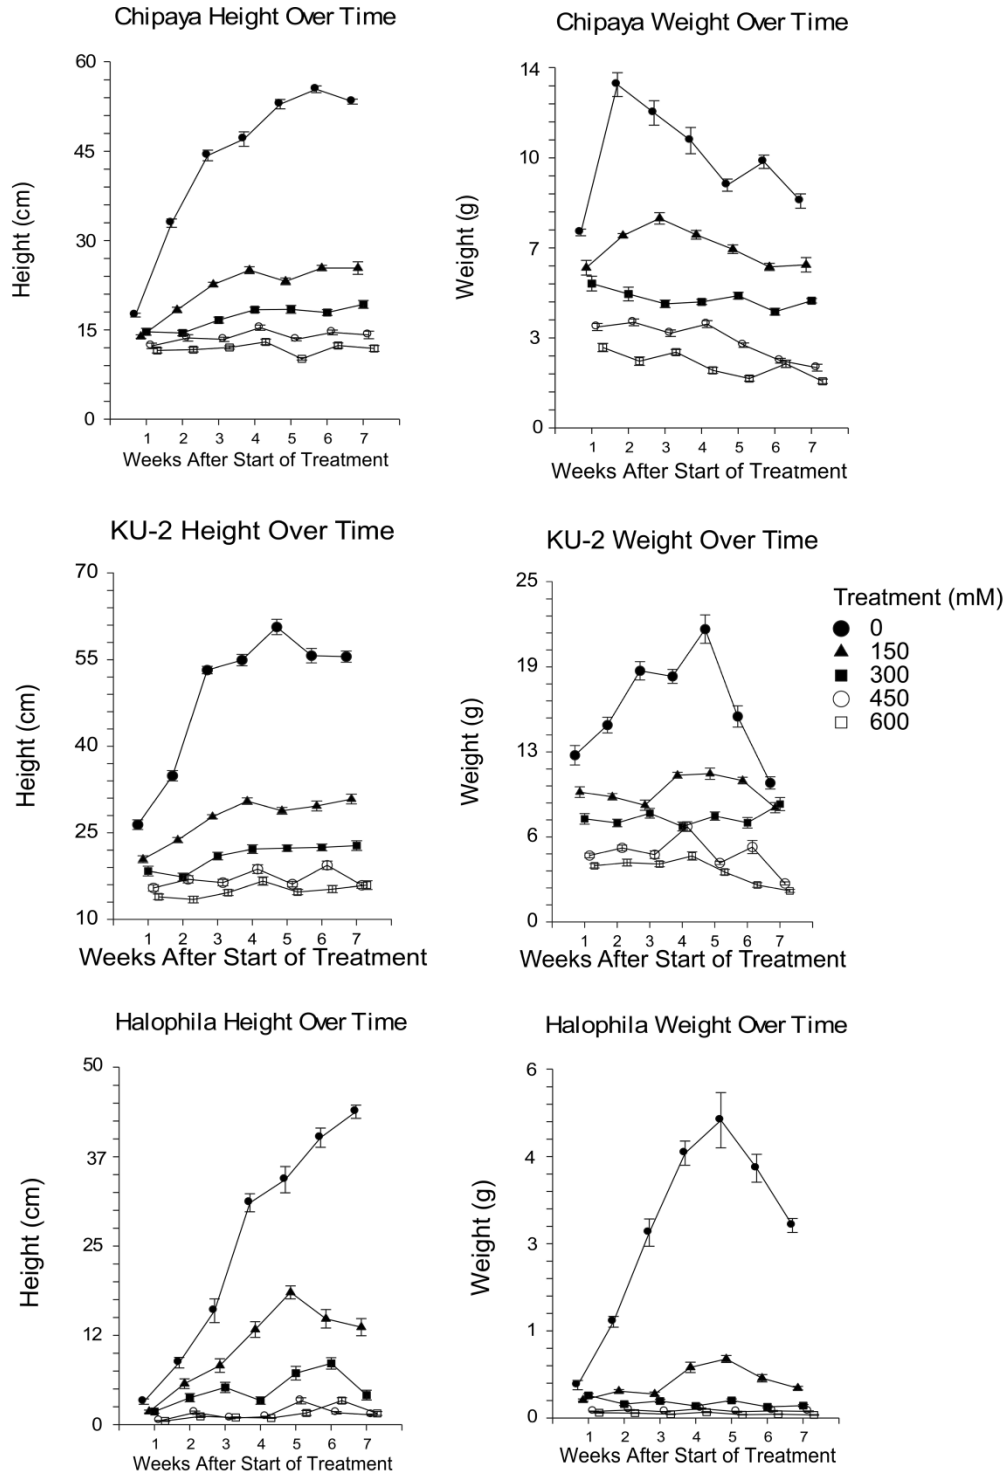 Chipaya Height Over Time
60
45
30
15
0
Height (cm)
1 2 3 4 5 6 7
Weeks After Start of Treatment
Chipaya Weight Over Time
14
10
7
3
0
Weight (g)
1 2 3 4 5 6 7
Weeks After Start of Treatment
KU-2 Height Over Time
70
55
40
25
10
Height (cm)
1 2 3 4 5 6 7
Weeks After Start of Treatment
KU-2 Weight Over Time
25
19
13
6
0
Weight (g)
1 2 3 4 5 6 7
Weeks After Start of Treatment
Treatment (mM)
0
150
300
450
600
Halophila Height Over Time
50
37
25
12
0
Height (cm)
1 2 3 4 5 6 7
Weeks After Start of Treatment
Halophila Weight Over Time
6
4
3
1
0
Weight (g)
1 2 3 4 5 6 7
Weeks After Start of Treatment